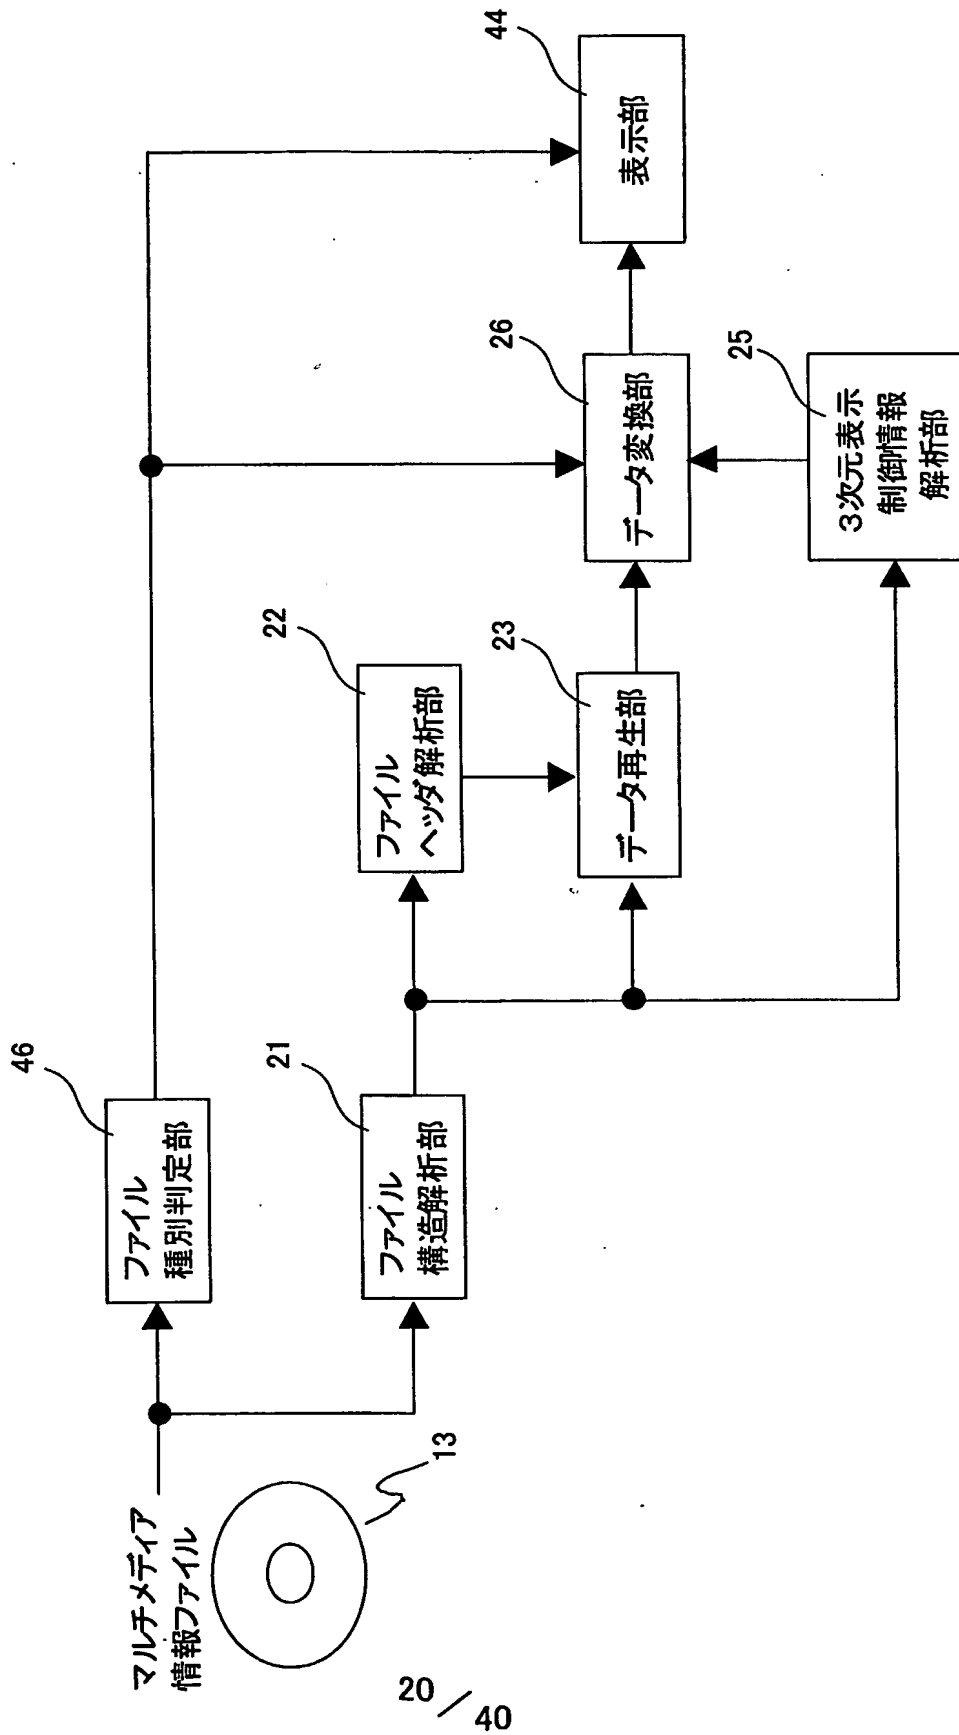 マルチメディア
情報ファイル
13
46
ファイル
種別判定部
21
ファイル
構造解析部
22
ファイル
ヘッダ解析部
23
データ再生部
26
データ変換部
25
3次元表示
制御情報
解析部
44
表示部
20/40